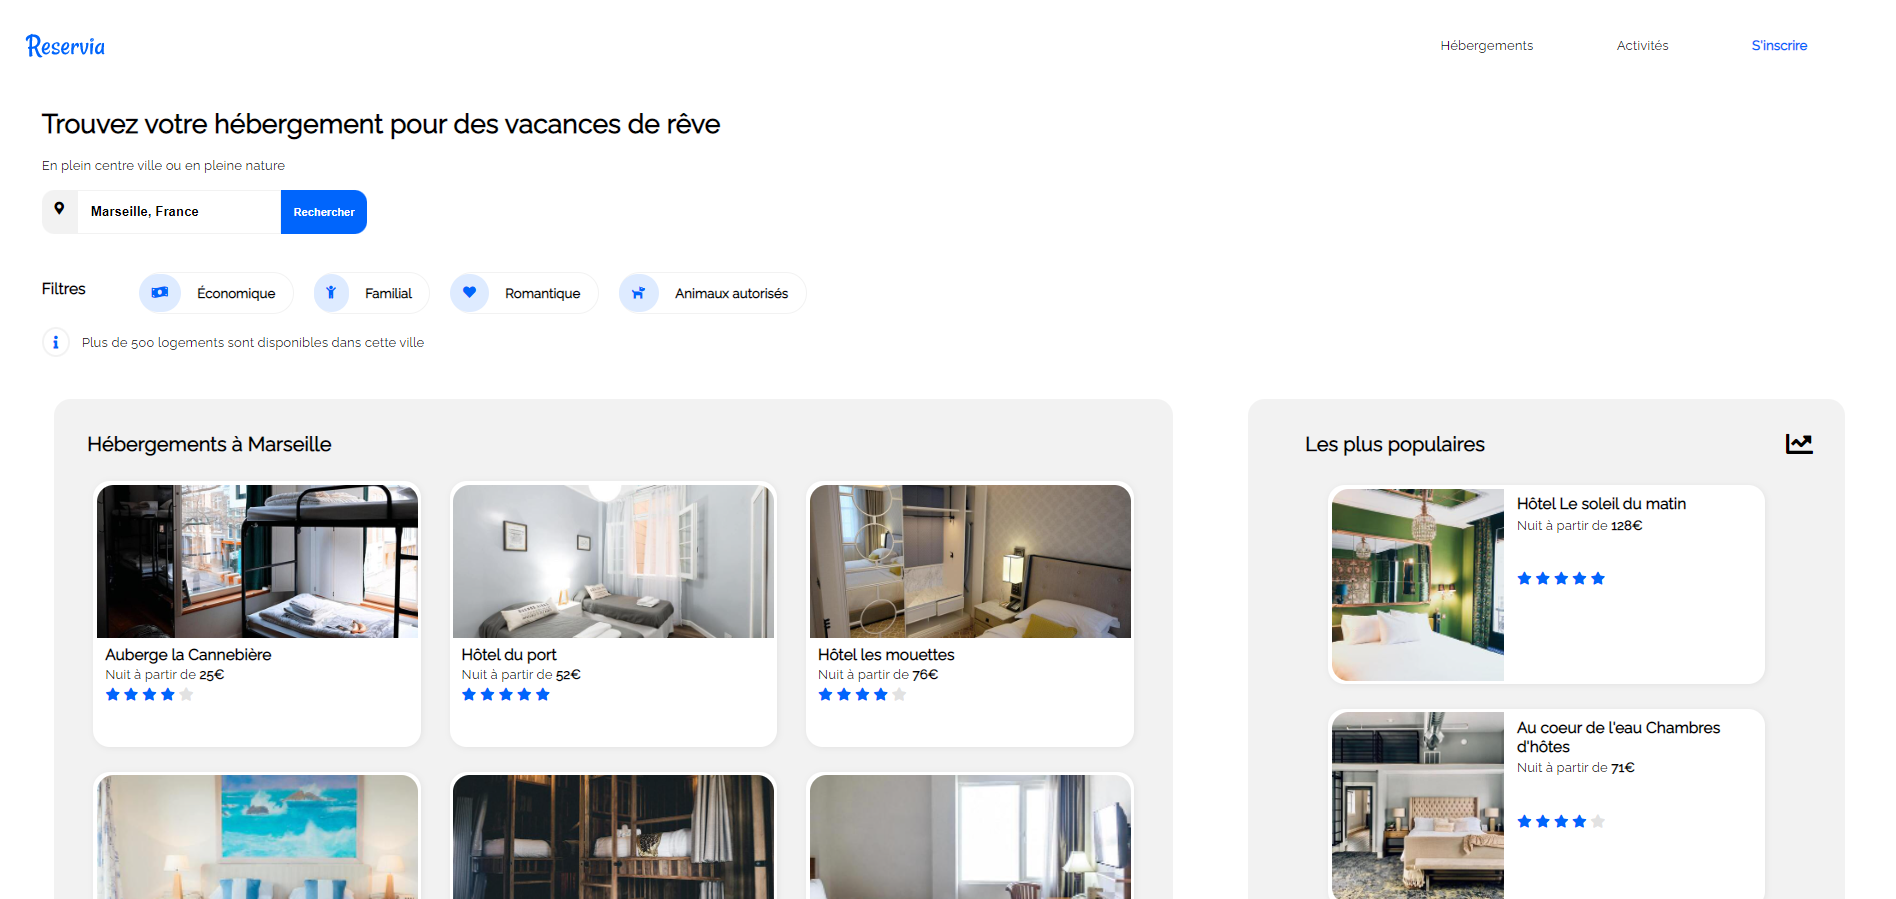 Reservia
Hébergements
Activités
S'inscrire
Trouvez votre hébergement pour des vacances de rêve
En plein centre ville ou en pleine nature
Marseille, France
Rechercher
Filtres
Économique
Familial
Romantique
Animaux autorisés
Plus de 500 logements sont disponibles dans cette ville
Hébergements à Marseille
Auberge la Cannebière
Nuit à partir de 25€
Hôtel du port
Nuit à partir de 52€
Hôtel les mouettes
Nuit à partir de 76€
Les plus populaires
Hôtel Le soleil du matin
Nuit à partir de 128€
Au coeur de l'eau Chambres
d'hôtes
Nuit à partir de 71€